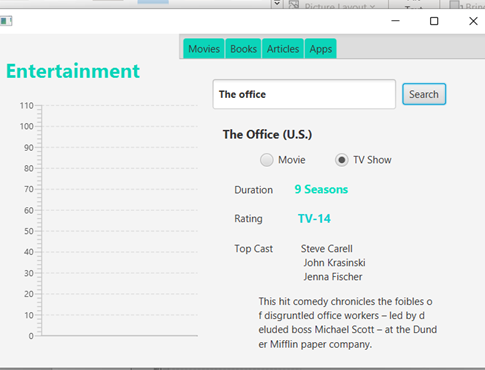 Picture Layout
Movies Books Articles Apps
Entertainment
The office
Search
The Office (U.S.)
Movie TV Show
Duration 9 Seasons
Rating TV-14
Top Cast Steve Carell
John Krasinski
Jenna Fischer
This hit comedy chronicles the foibles o
f disgruntled office workers – led by d
eluded boss Michael Scott – at the Dund
er Mifflin paper company.
110
100
90
80
70
60
50
40
30
20
10
0